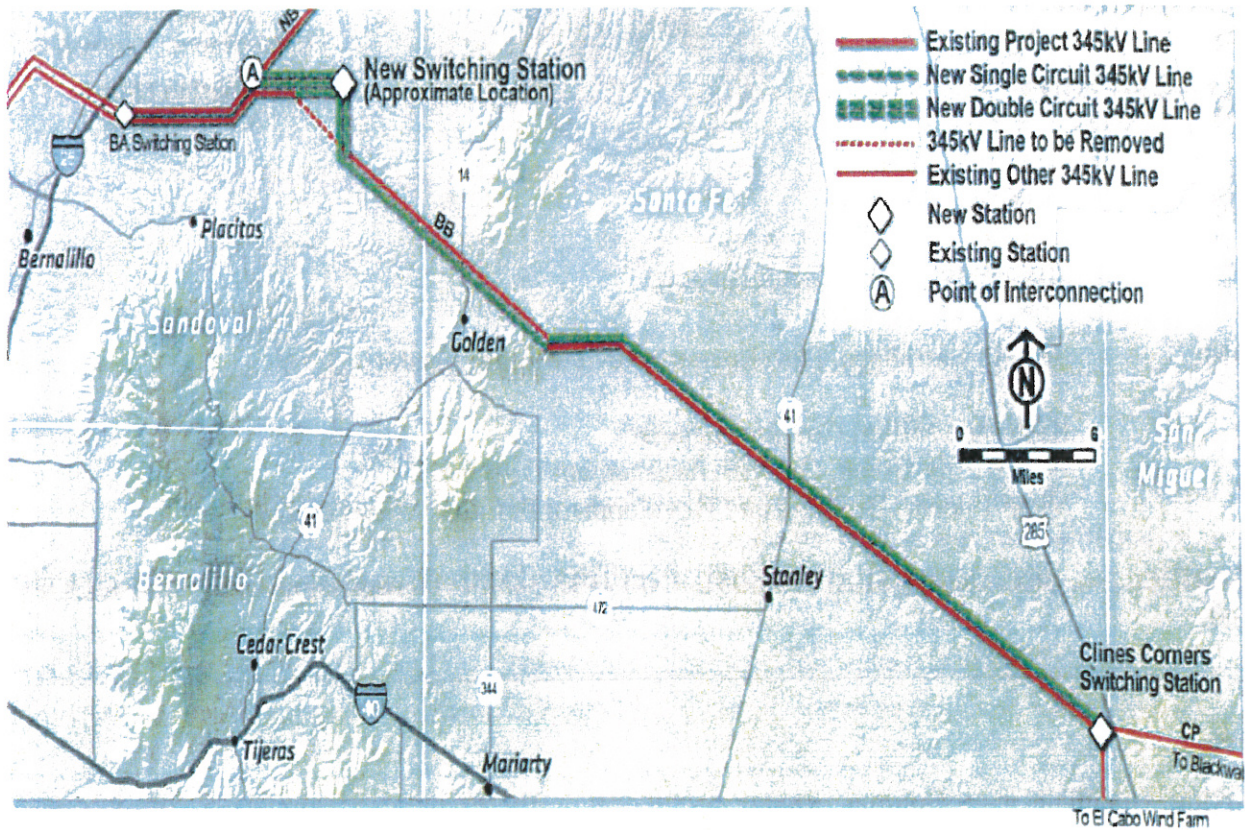 NS
Existing Project 345kV Line
New Single Circuit 345kV Line
New Double Circuit 345kV Line
345kV Line to be Removed
Existing Other 345kV Line
New Station
Existing Station
A Point of Interconnection
A
New Switching Station
(Approximate Location)
BA Switching Station
25
14
Santa Fe
Placitas
Bernalillo
BB
Sandoval
Golden
N
0 6
Miles
San
Miguel
41
41
285
Bernalillo
Stanley
472
Cedar Crest
Clines Corners
Switching Station
344
40
CP
Tijeras
To Blackwat
Moriarty
To El Cabo Wind Farm